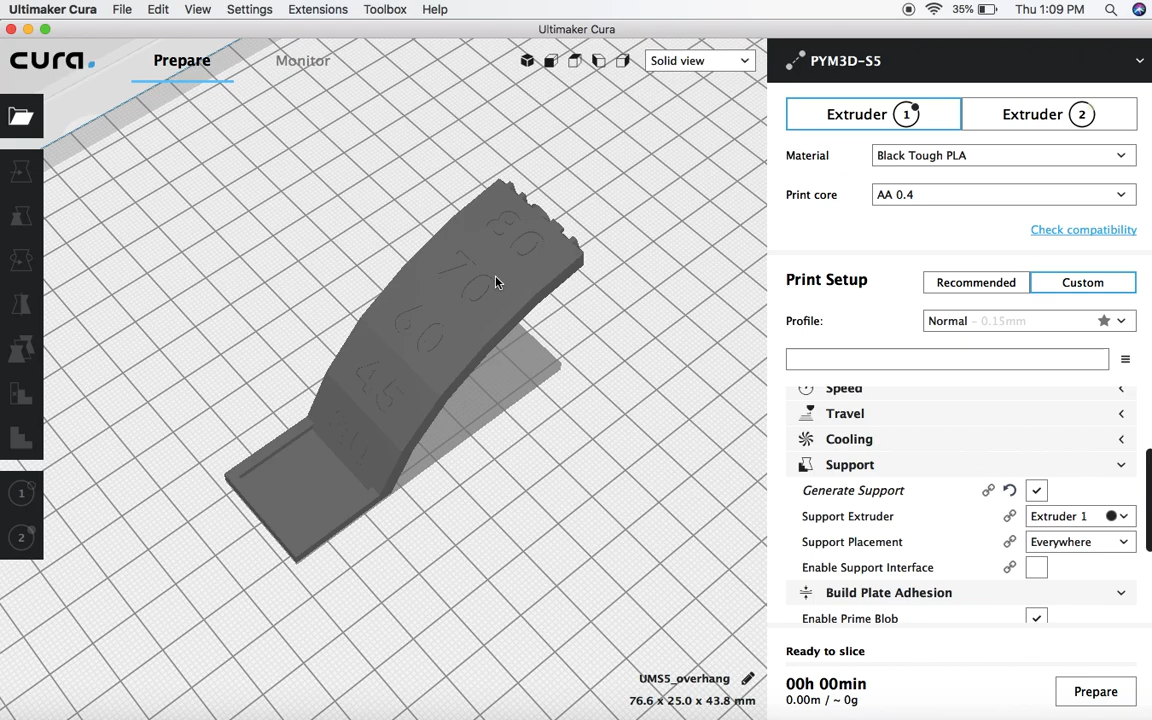 Ultimaker Cura File Edit View Settings Extensions Toolbox Help 35% Thu 1:09 PM
Ultimaker Cura
cura. Prepare Monitor Solid view PYM3D-S5
Extruder 1 Extruder 2
Material Black Tough PLA
Print core AA 0.4
Check compatibility
Print Setup Recommended Custom
Profile: Normal - 0.15mm
Speed
Travel
Cooling
Support
Generate Support
Support Extruder Extruder 1
Support Placement Everywhere
Enable Support Interface
Build Plate Adhesion
Enable Prime Blob
80
70
60
45
1
2
UMS5_overhang
76.6 x 25.0 x 43.8 mm
Ready to slice
00h 00min
0.00m / ~ 0g
Prepare